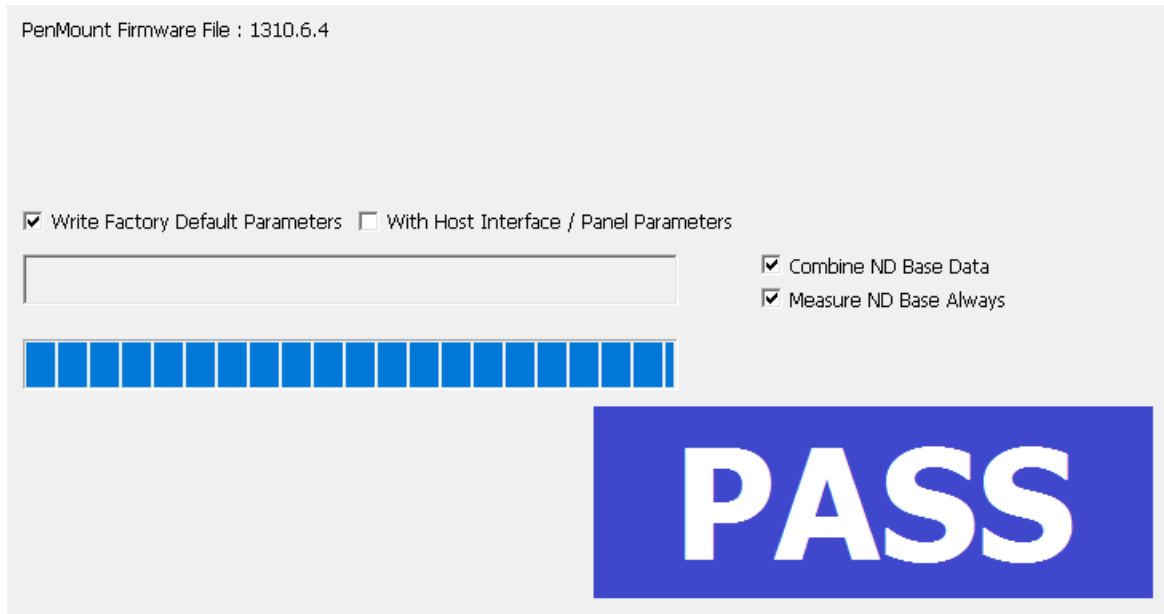 PenMount Firmware File : 1310.6.4
Write Factory Default Parameters With Host Interface / Panel Parameters
Combine ND Base Data
Measure ND Base Always
PASS